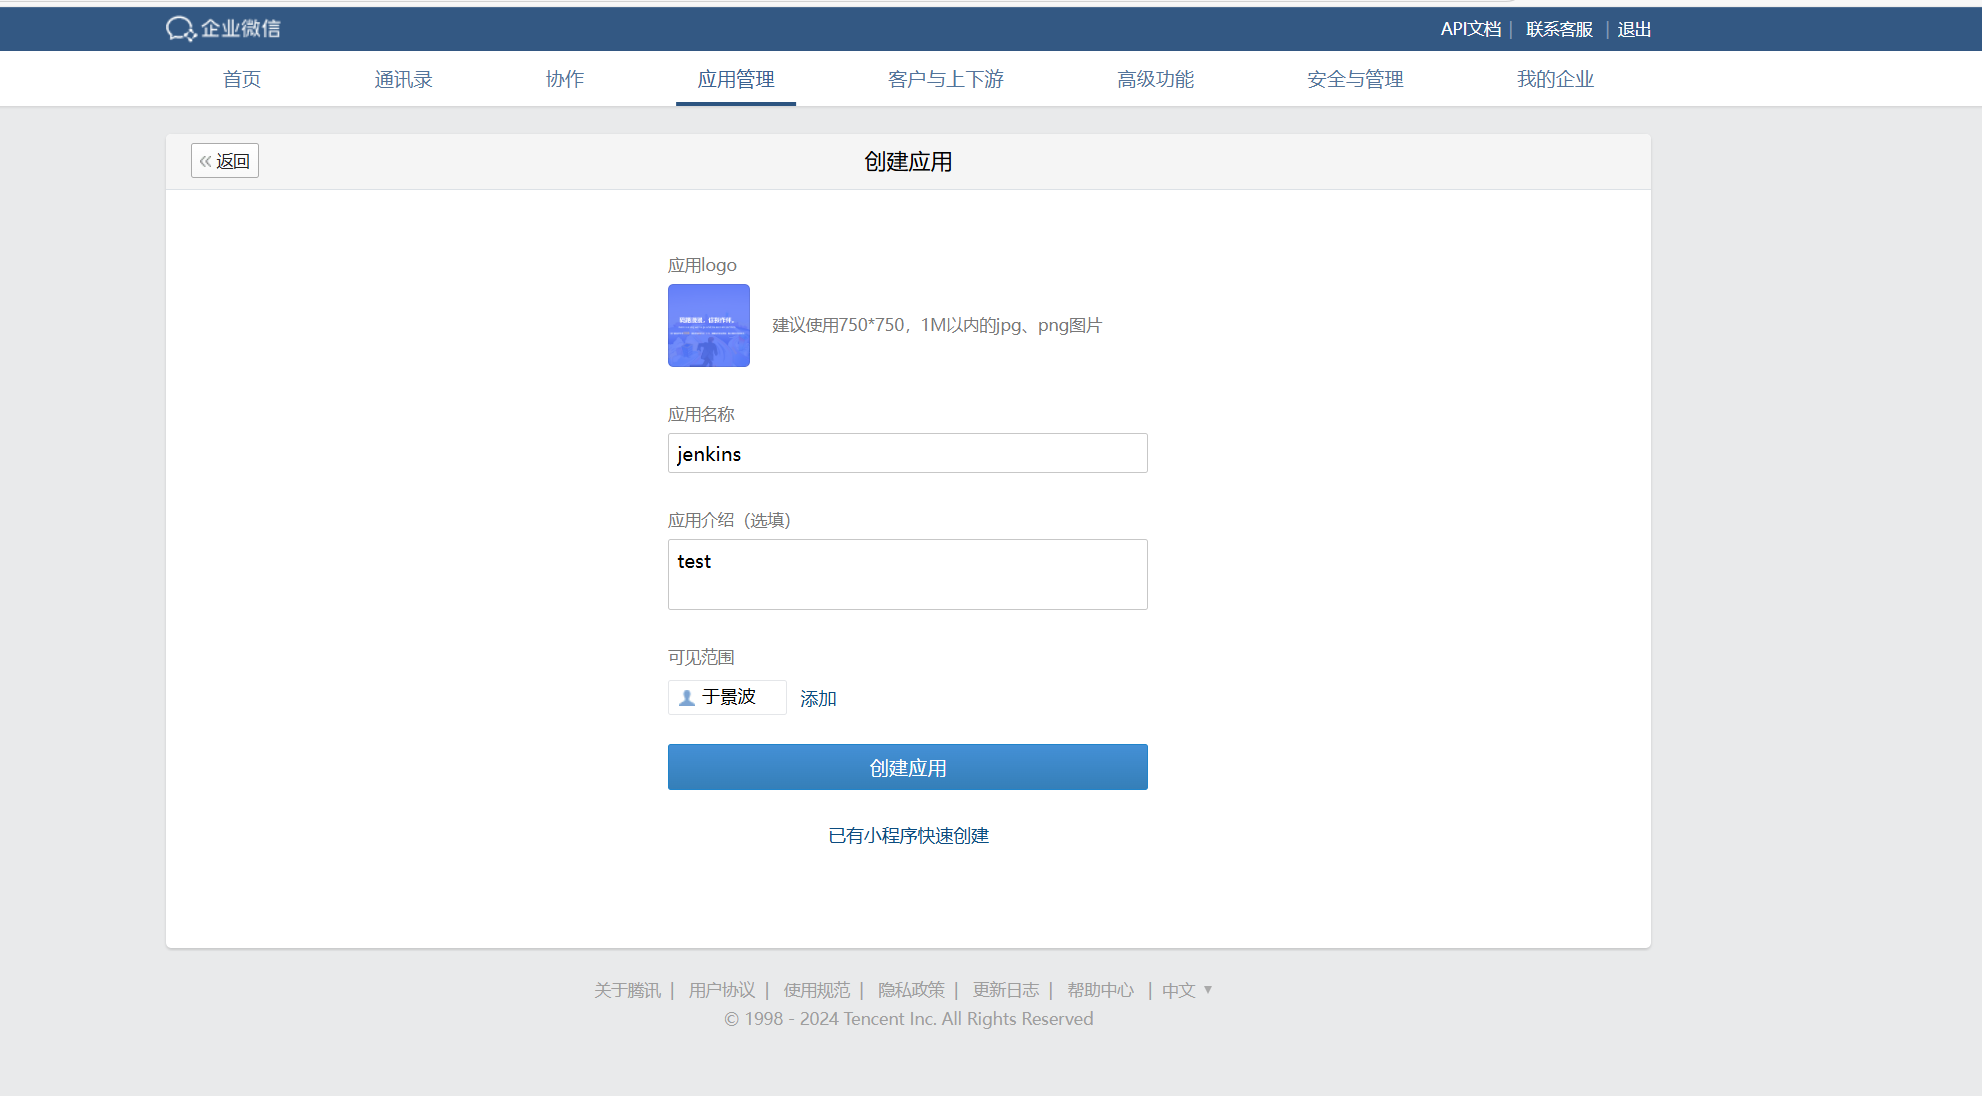 企业微信
API文档 | 联系客服 | 退出
首页 通讯录 协作 应用管理 客户与上下游 高级功能 安全与管理 我的企业
« 返回
创建应用
应用logo
建议使用750*750，1M以内的jpg、png图片
应用名称
jenkins
应用介绍（选填）
test
可见范围
于景波 添加
创建应用
已有小程序快速创建
关于腾讯 | 用户协议 | 使用规范 | 隐私政策 | 更新日志 | 帮助中心 | 中文 ▼
© 1998 - 2024 Tencent Inc. All Rights Reserved